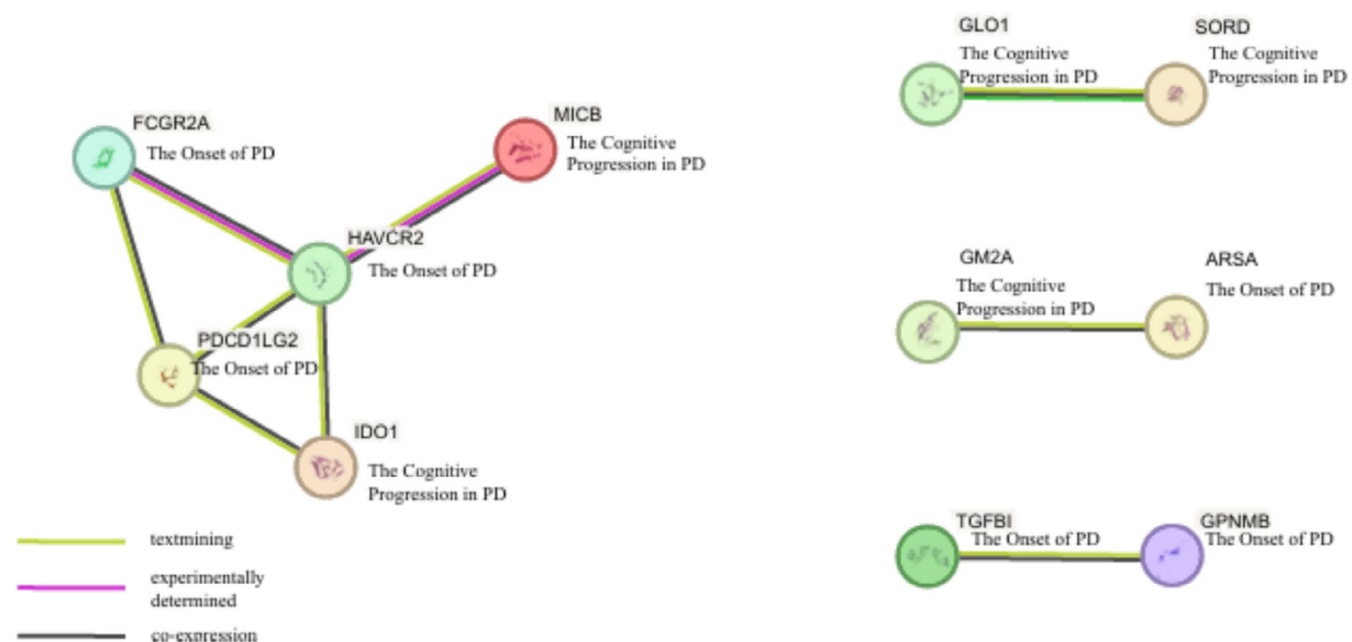 FCGR2A
The Onset of PD
MICB
The Cognitive
Progression in PD
HAVCR2
The Onset of PD
PDCD1LG2
The Onset of PD
IDO1
The Cognitive
Progression in PD
textmining
experimentally
determined
co-expression
GLO1
The Cognitive
Progression in PD
SORD
The Cognitive
Progression in PD
GM2A
The Cognitive
Progression in PD
ARSA
The Onset of PD
TGFBI
The Onset of PD
GPNMB
The Onset of PD